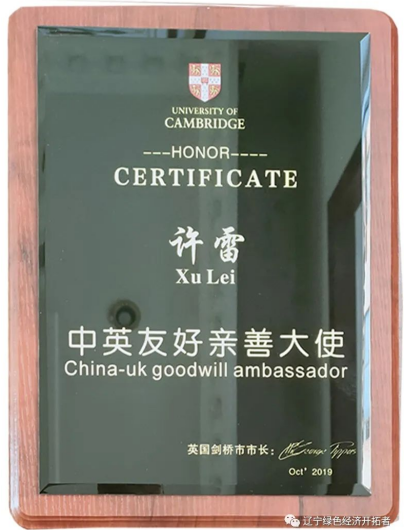 UNIVERSITY OF
CAMBRIDGE
---HONOR----
CERTIFICATE
许雷
Xu Lei
中英友好亲善大使
China-uk goodwill ambassador
英国剑桥市市长:
Oct' 2019
辽宁绿色经济开拓者